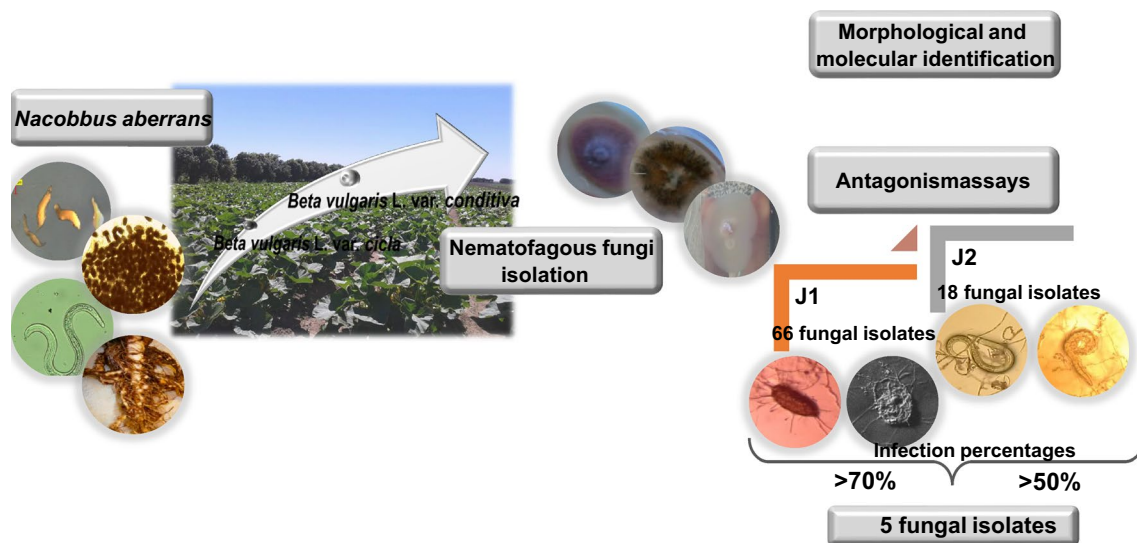 Nacobbus aberrans
Beta vulgaris L. var. conditiva
Beta vulgaris L. var. cicla
Nematofagous fungi
isolation
Morphological and
molecular identification
Antagismassays
J1
66 fungal isolates
J2
18 fungal isolates
Infection percentages
>70%
>50%
5 fungal isolates